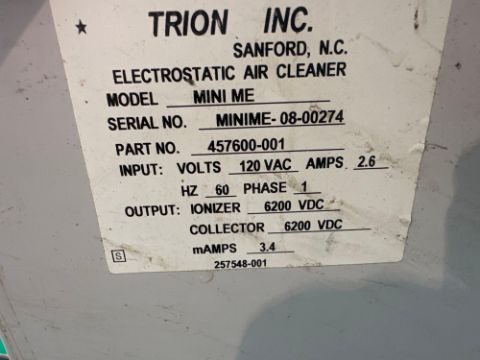 ★ TRION INC.
SANFORD, N.C.
ELECTROSTATIC AIR CLEANER
MODEL MINI ME
SERIAL NO. MINIME-08-00274
PART NO. 457600-001
INPUT: VOLTS 120 VAC AMPS 2.6
HZ 60 PHASE 1
OUTPUT: IONIZER 6200 VDC
COLLECTOR 6200 VDC
mAMPS 3.4
S 257548-001